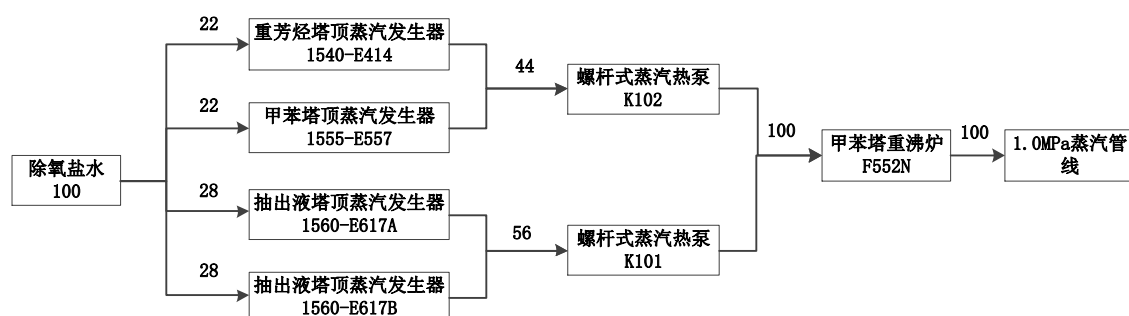 22
重芳烃塔顶蒸汽发生器
1540-E414
44
螺杆式蒸汽热泵
K102
22
甲苯塔顶蒸汽发生器
1555-E557
除氧盐水
100
100
甲苯塔重沸炉
F552N
100
1.0MPa蒸汽管
线
28
抽出液塔顶蒸汽发生器
1560-E617A
56
螺杆式蒸汽热泵
K101
28
抽出液塔顶蒸汽发生器
1560-E617B